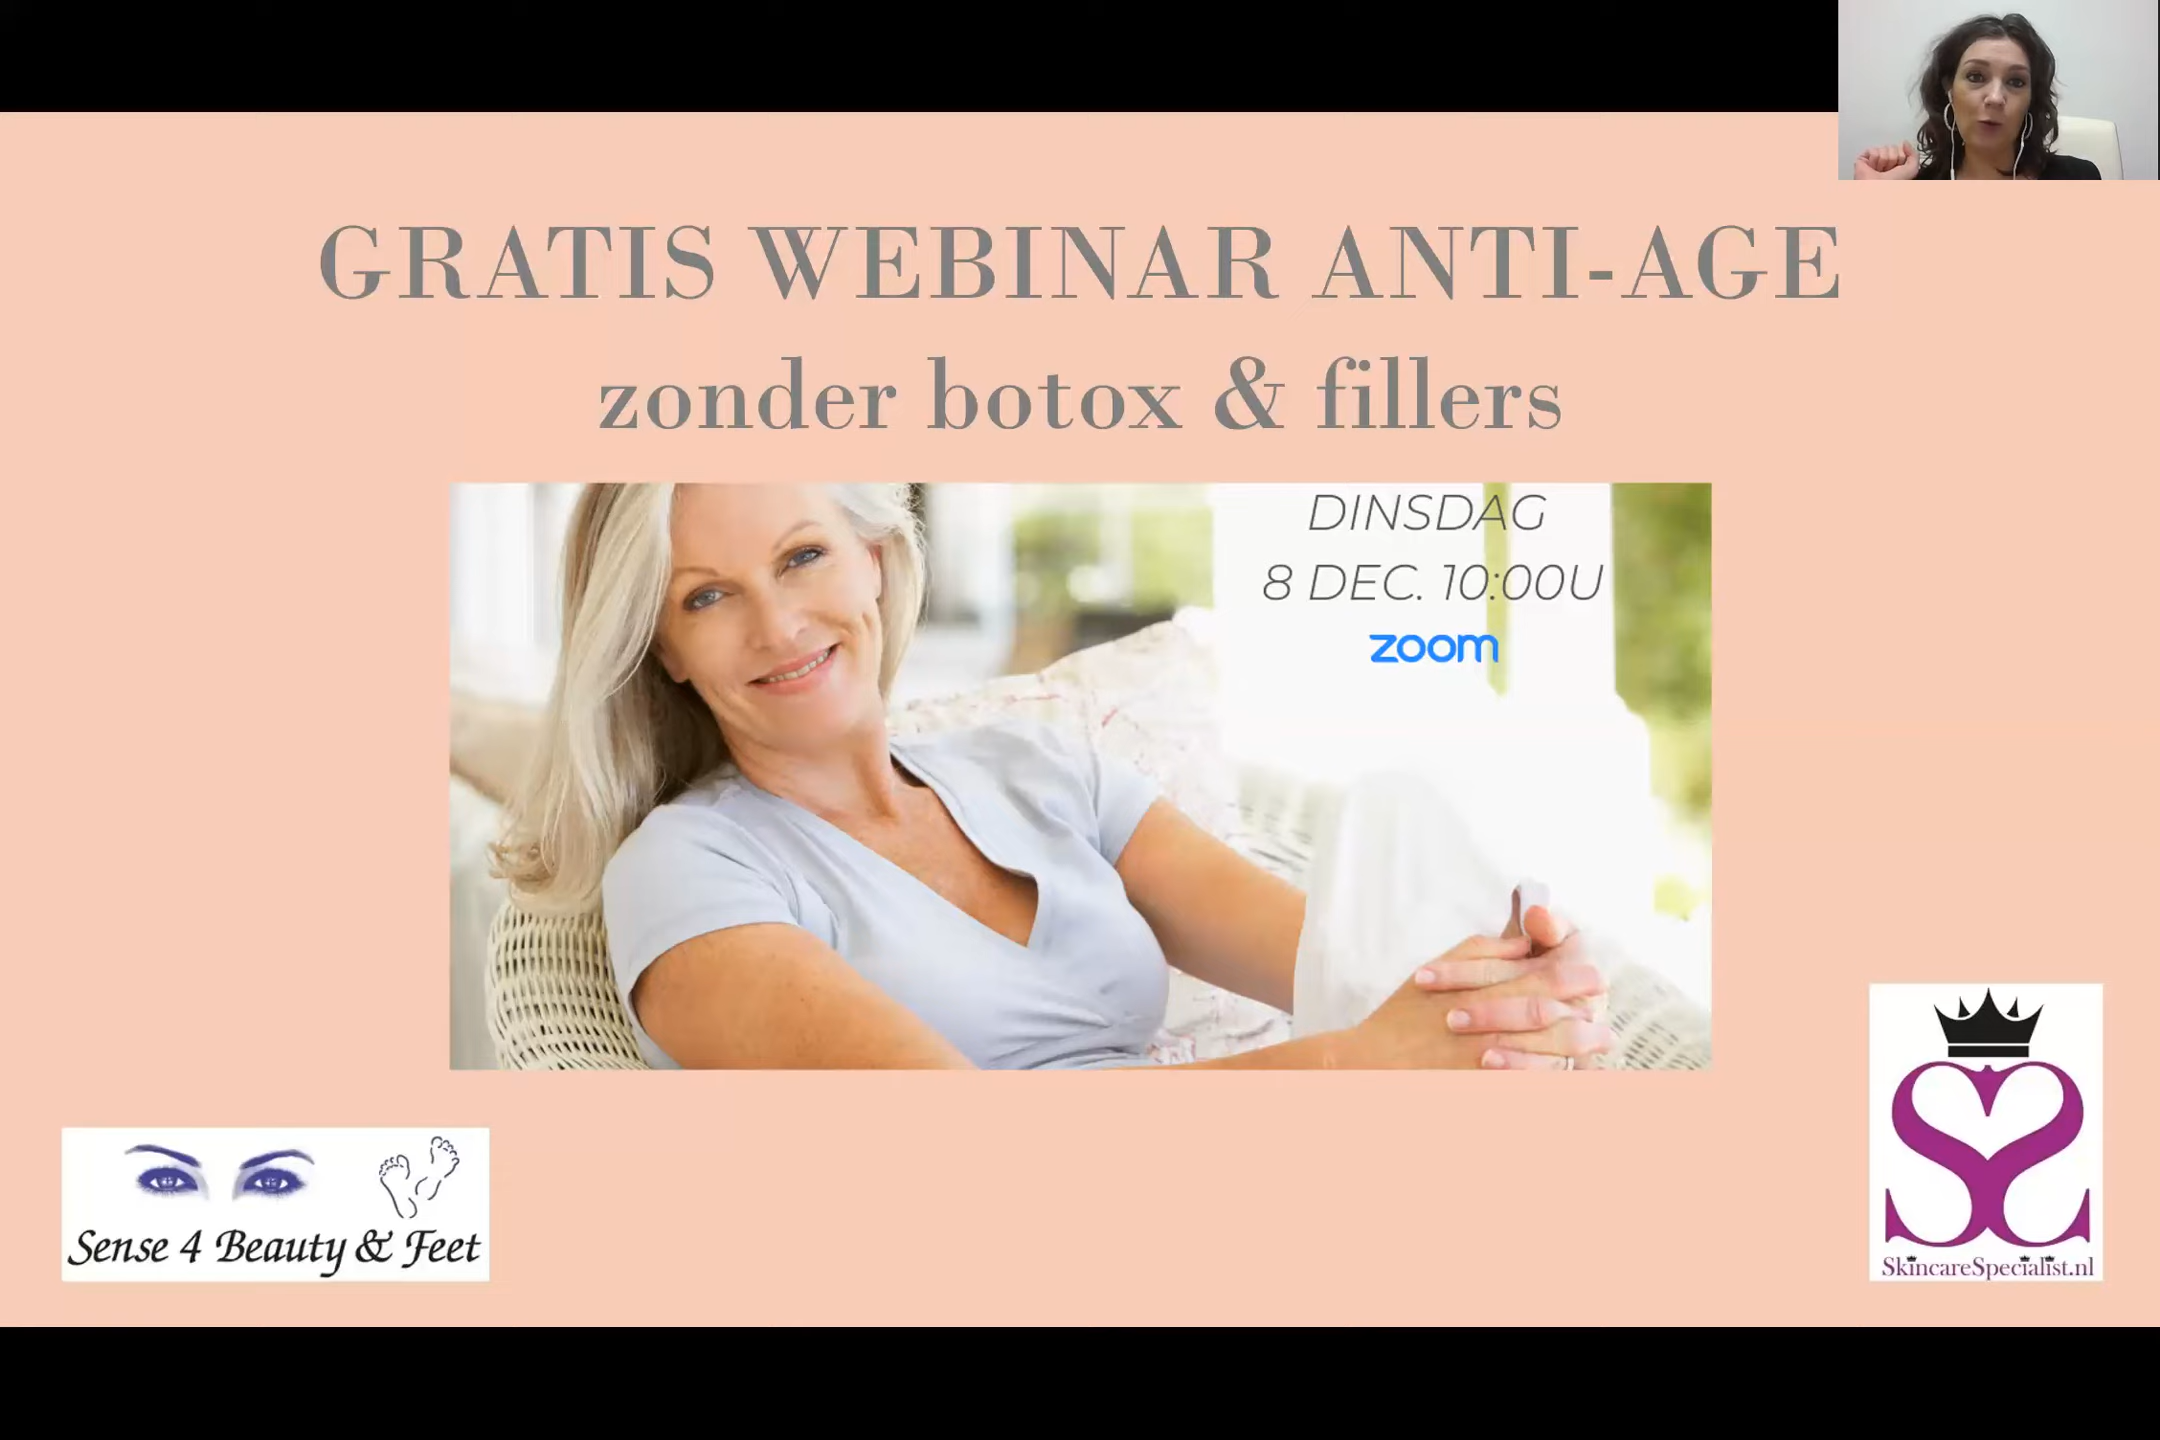 GRATIS WEBINAR ANTI-AGE
zonder botox & fillers
DINSDAG
8 DEC. 10:00U
zoom
Sense 4 Beauty & Feet
SkincareSpecialist.nl